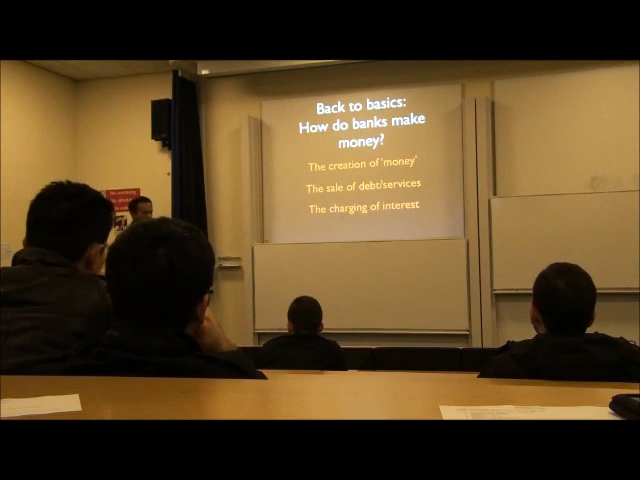 Back to basics:
How do banks make
money?
The creation of 'money'
The sale of debt/services
The charging of interest